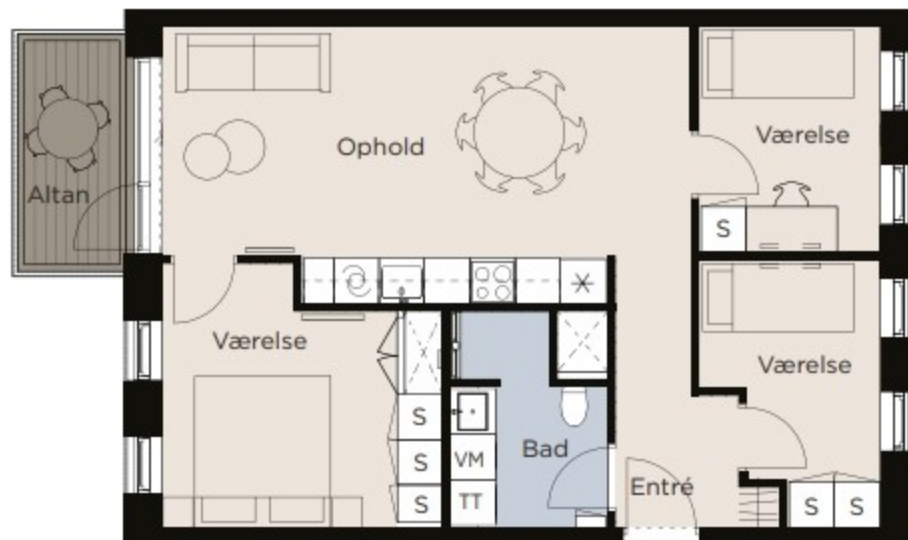 Ophold
Værelse
Altan
S
Værelse
Værelse
S
S
S
VM
TT
Bad
Entré
S
S